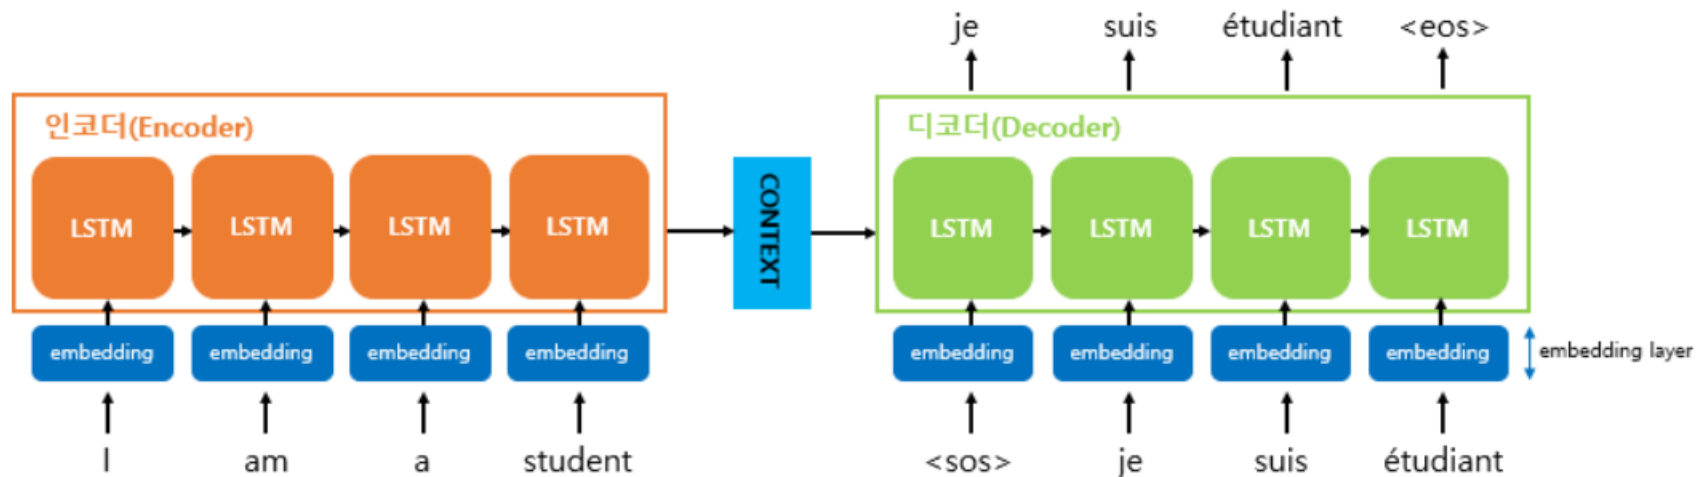 je suis étudiant <eos>
인코더(Encoder)
디코더(Decoder)
LSTM LSTM LSTM LSTM
CONTEXT
LSTM LSTM LSTM LSTM
embedding embedding embedding embedding
embedding embedding embedding embedding
embedding layer
I am a student
<sos> je suis étudiant